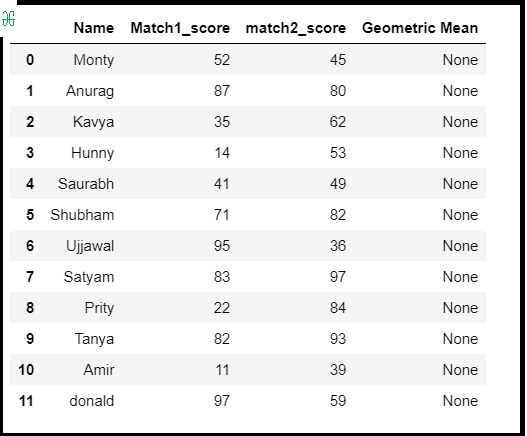 Name Match1_score match2_score Geometric Mean
0 Monty 52 45 None
1 Anurag 87 80 None
2 Kavya 35 62 None
3 Hunny 14 53 None
4 Saurabh 41 49 None
5 Shubham 71 82 None
6 Ujjawal 95 36 None
7 Satyam 83 97 None
8 Prity 22 84 None
9 Tanya 82 93 None
10 Amir 11 39 None
11 donald 97 59 None